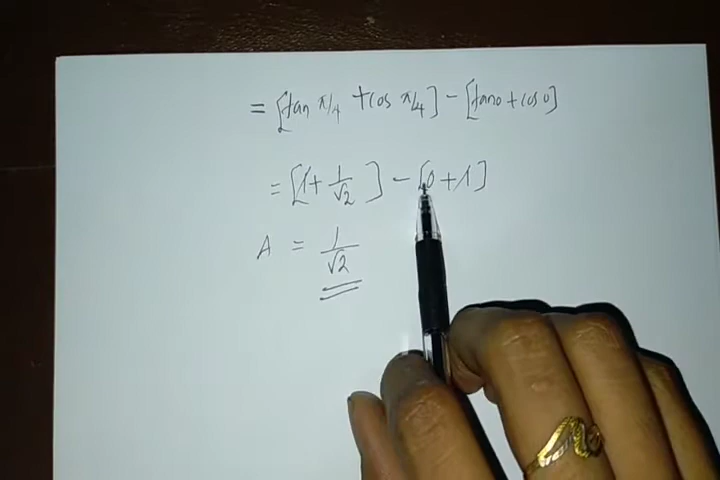 = [tan π/4 + cos π/4] - [tan 0 + cos 0]
= [1 + 1/√2] - [0 + 1]
A = 1/√2